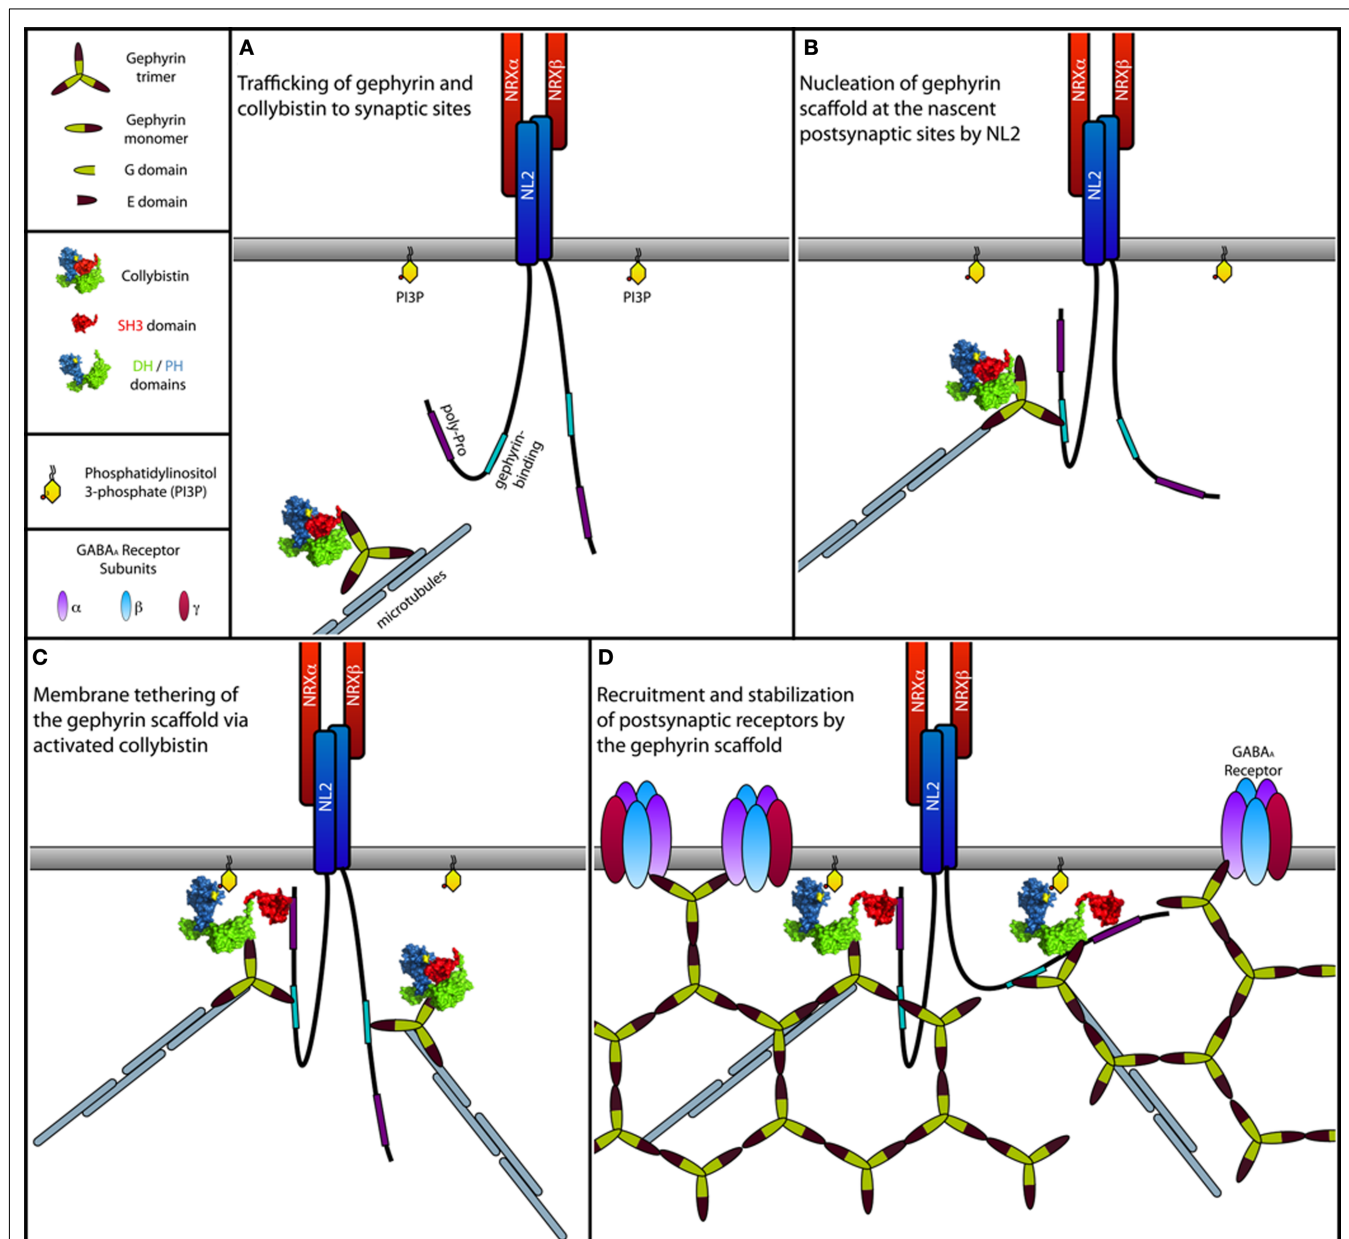 Gephyrin
trimer
Gephyrin
monomer
G domain
E domain
Collybistin
SH3 domain
DH / PH
domains
Phosphatidylinositol
3-phosphate (PI3P)
GABAA Receptor
Subunits
α
β
γ
A
Trafficking of gephyrin and
collybistin to synaptic sites
NRXα
NRXβ
NL2
PI3P
PI3P
poly-Pro
gephyrin-
binding
microtubules
B
Nucleation of gephyrin
scaffold at the nascent
postsynaptic sites by NL2
NRXα
NRXβ
NL2
C
Membrane tethering of
the gephyrin scaffold via
activated collybistin
NRXα
NRXβ
NL2
D
Recruitment and stabilization
of postsynaptic receptors by
the gephyrin scaffold
NRXα
NRXβ
NL2
GABAA
Receptor